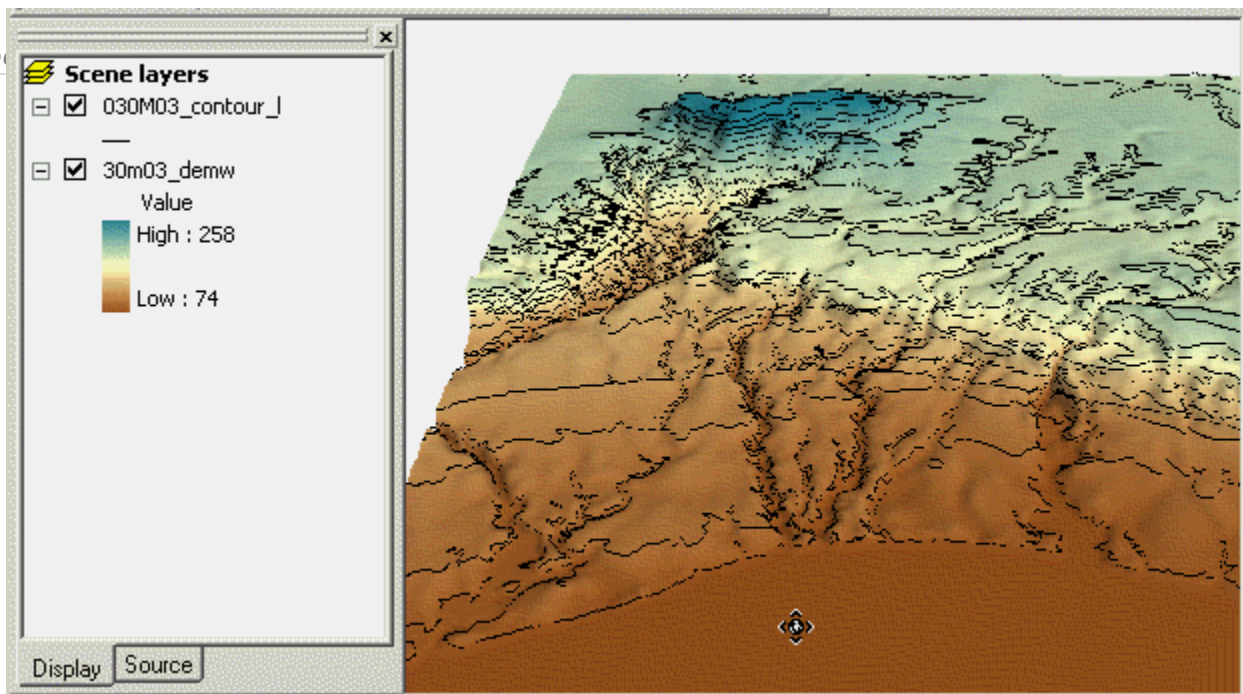 Scene layers
030M03_contour_l
30m03_demw
Value
High : 258
Low : 74
Display Source